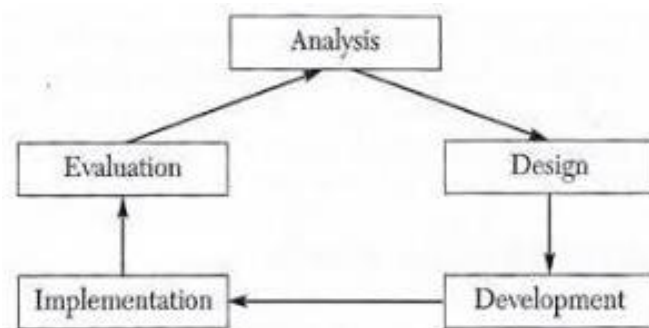 Analysis
Design
Development
Implementation
Evaluation